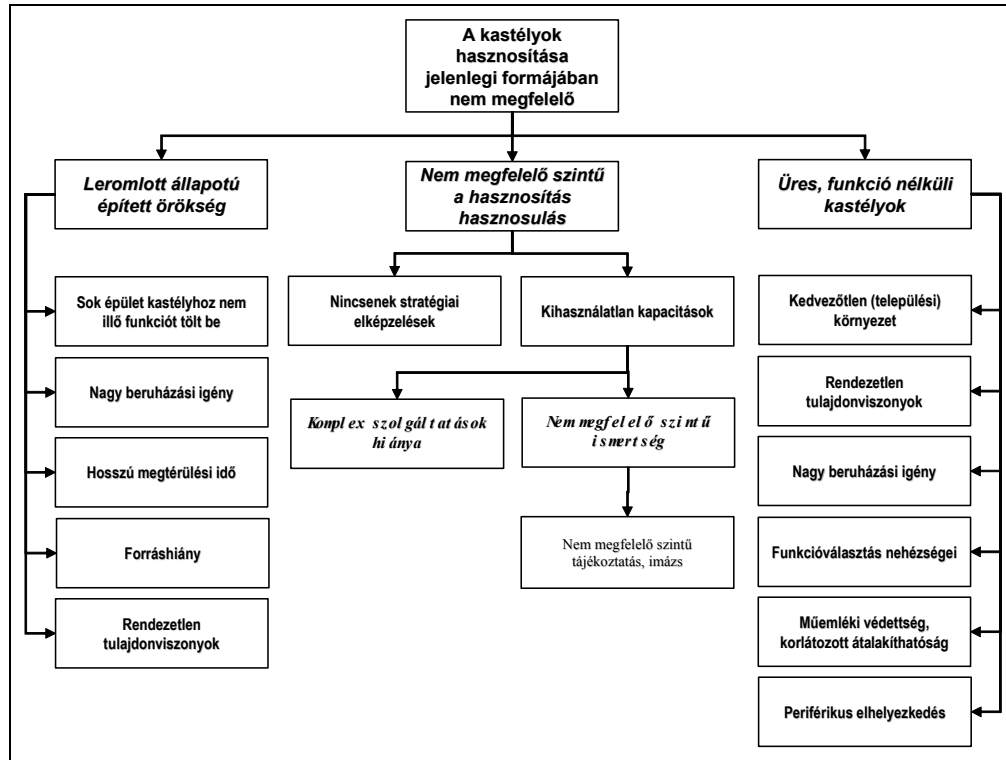 A kastélyok
hasznosítása
jelenlegi formájában
nem megfelelő
Leromlott állapotú
épített örökség
Nem megfelelő szintű
a hasznosítás
hasznosulás
Üres, funkció nélküli
kastélyok
Sok épület kastélyhoz nem
illő funkciót tölt be
Nagy beruházási igény
Hosszú megtérülési idő
Forráshiány
Rendezetlen
tulajdonviszonyok
Nincsenek stratégiai
elképzelések
Kihasználatlan kapacitások
Komplex szolgáltatások
hiánya
Nem megfelelő szintű
ismertség
Nem megfelelő szintű
tájékoztatás, imázs
Kedvezőtlen (települési)
környezet
Rendezetlen
tulajdonviszonyok
Nagy beruházási igény
Funkcióválasztás nehézségei
Műemléki védettség,
korlátozott átalakíthatóság
Periférikus elhelyezkedés